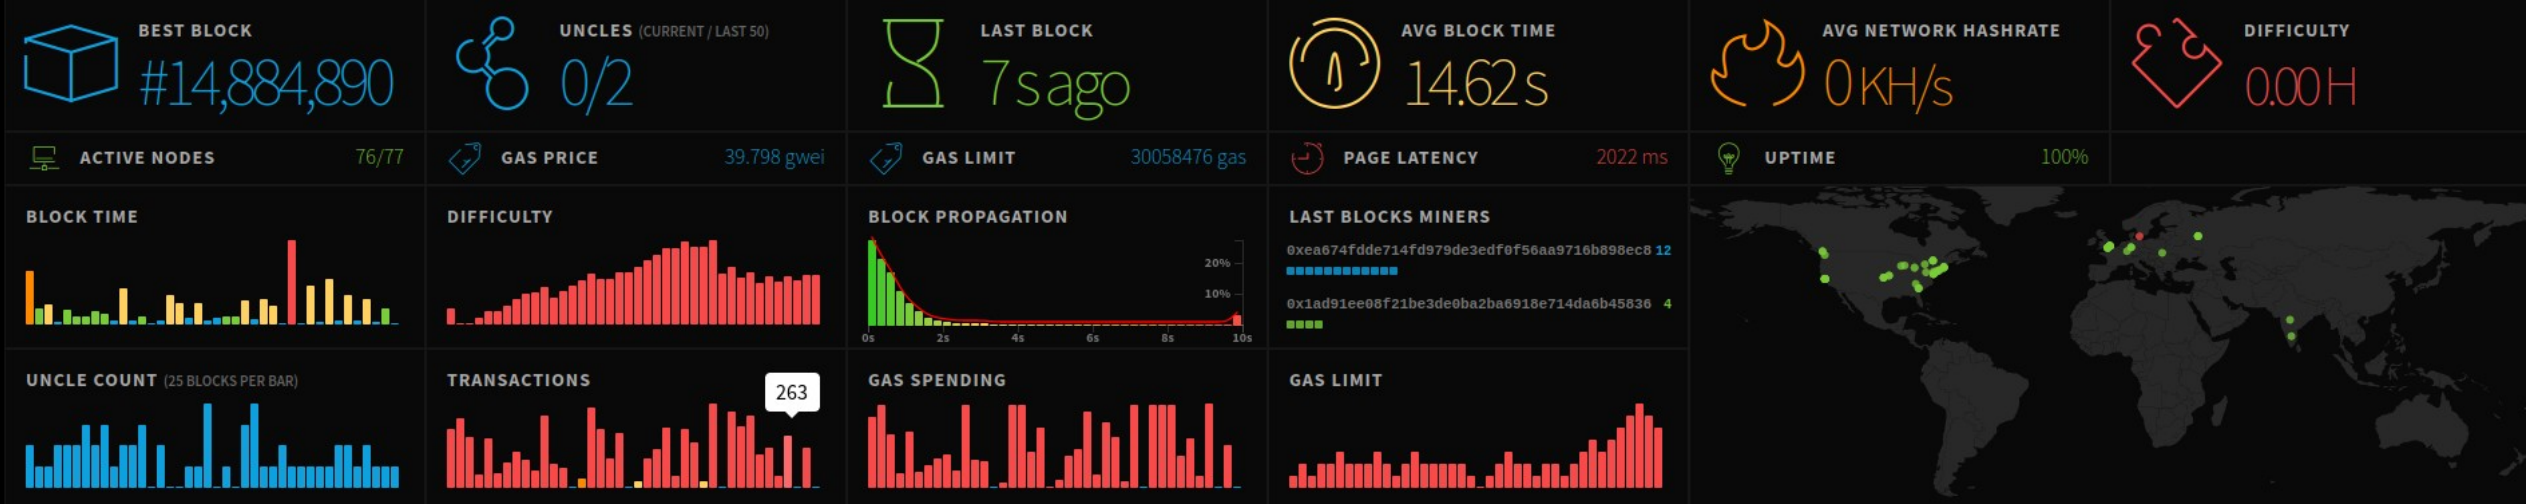 BEST BLOCK
#14,884,890
UNCLES (CURRENT / LAST 50)
0/2
LAST BLOCK
7 s ago
AVG BLOCK TIME
14.62 s
AVG NETWORK HASHRATE
0 KH/s
DIFFICULTY
0.00 H
ACTIVE NODES 76/77
GAS PRICE 39.798 gwei
GAS LIMIT 30058476 gas
PAGE LATENCY 2022 ms
UPTIME 100%
BLOCK TIME
DIFFICULTY
BLOCK PROPAGATION
20%
10%
0s 2s 4s 6s 8s 10s
LAST BLOCKS MINERS
0xea674fdde714fd979de3edf0f56aa9716b898ec8 12
0x1ad91ee08f21be3de0ba2ba6918e714da6b45836 4
UNCLE COUNT (25 BLOCKS PER BAR)
TRANSACTIONS
263
GAS SPENDING
GAS LIMIT